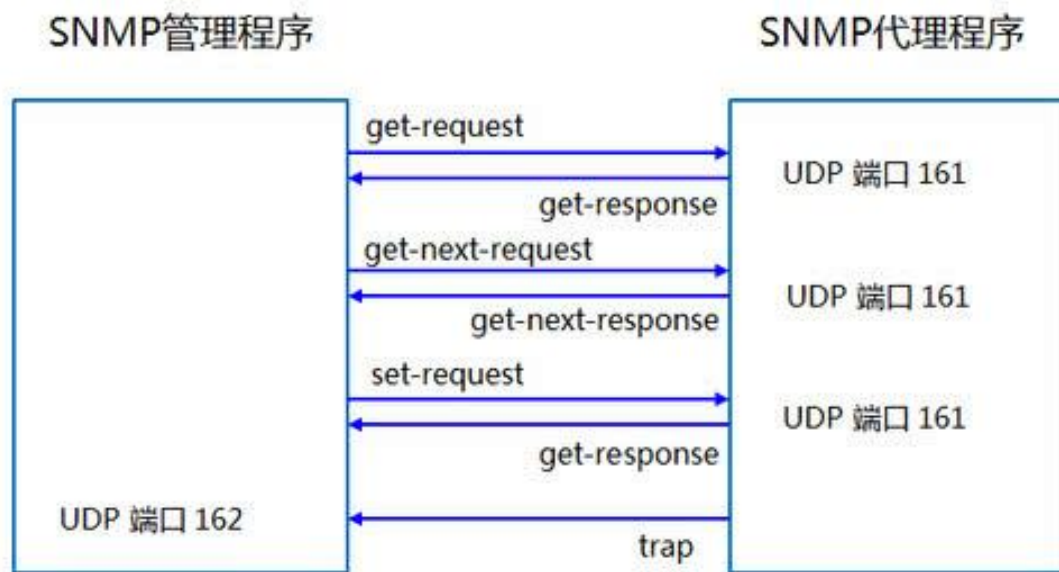 SNMP管理程序
SNMP代理程序
get-request
UDP 端口 161
get-response
get-next-request
UDP 端口 161
get-next-response
set-request
UDP 端口 161
get-response
UDP 端口 162
trap